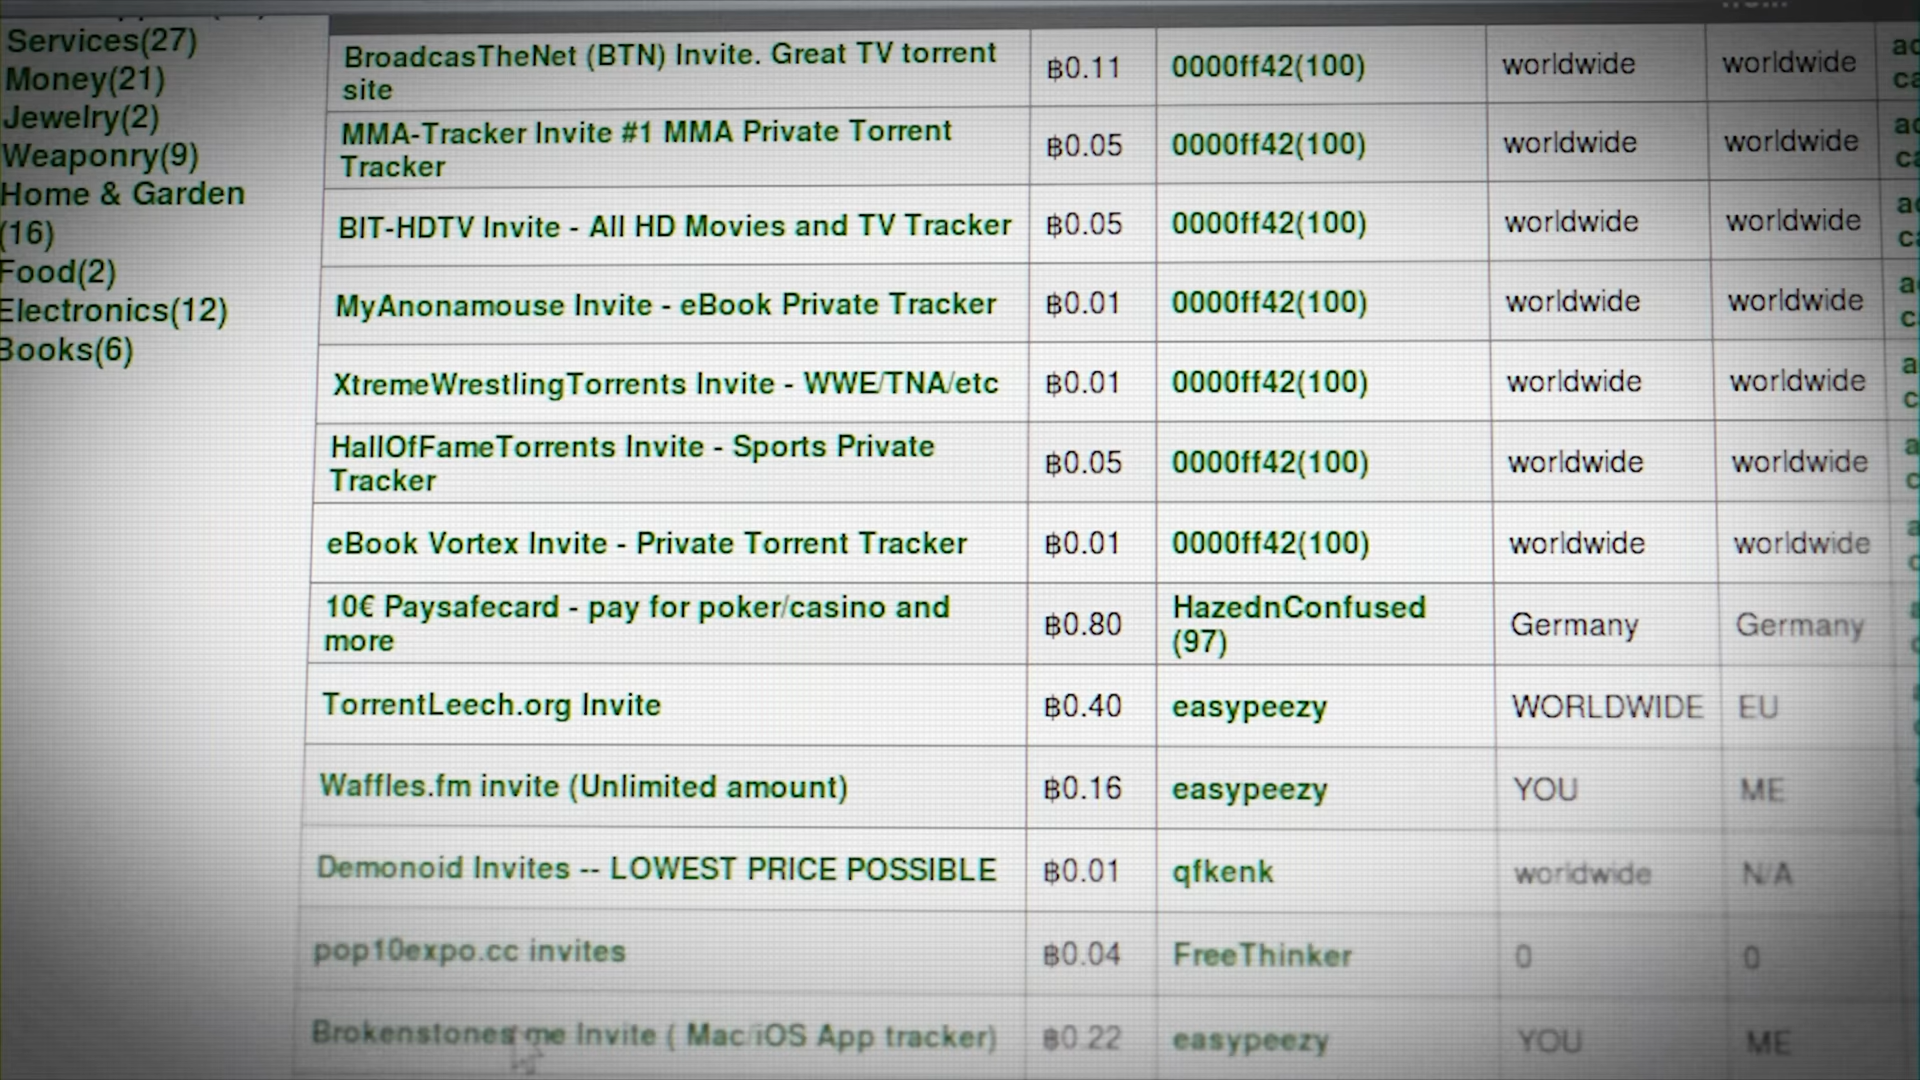 Services(27)
Money(21)
Jewelry(2)
Weaponry(9)
Home & Garden
(16)
Food(2)
Electronics(12)
Books(6)
BroadcasTheNet (BTN) Invite. Great TV torrent
site
฿0.11 0000ff42(100) worldwide worldwide
MMA-Tracker Invite #1 MMA Private Torrent
Tracker
฿0.05 0000ff42(100) worldwide worldwide
BIT-HDTV Invite - All HD Movies and TV Tracker ฿0.05 0000ff42(100) worldwide worldwide
MyAnonamouse Invite - eBook Private Tracker ฿0.01 0000ff42(100) worldwide worldwide
XtremeWrestlingTorrents Invite - WWE/TNA/etc ฿0.01 0000ff42(100) worldwide worldwide
HallOfFameTorrents Invite - Sports Private
Tracker
฿0.05 0000ff42(100) worldwide worldwide
eBook Vortex Invite - Private Torrent Tracker ฿0.01 0000ff42(100) worldwide worldwide
10€ Paysafecard - pay for poker/casino and
more
฿0.80 HazednConfused
(97)
Germany Germany
TorrentLeech.org Invite ฿0.40 easypeezy WORLDWIDE EU
Waffles.fm invite (Unlimited amount) ฿0.16 easypeezy YOU ME
Demonoid Invites -- LOWEST PRICE POSSIBLE ฿0.01 qfkenk worldwide N/A
pop10expo.cc invites ฿0.04 FreeThinker 0 0
Brokenstones me Invite ( Mac/iOS App tracker) ฿0.22 easypeezy YOU ME